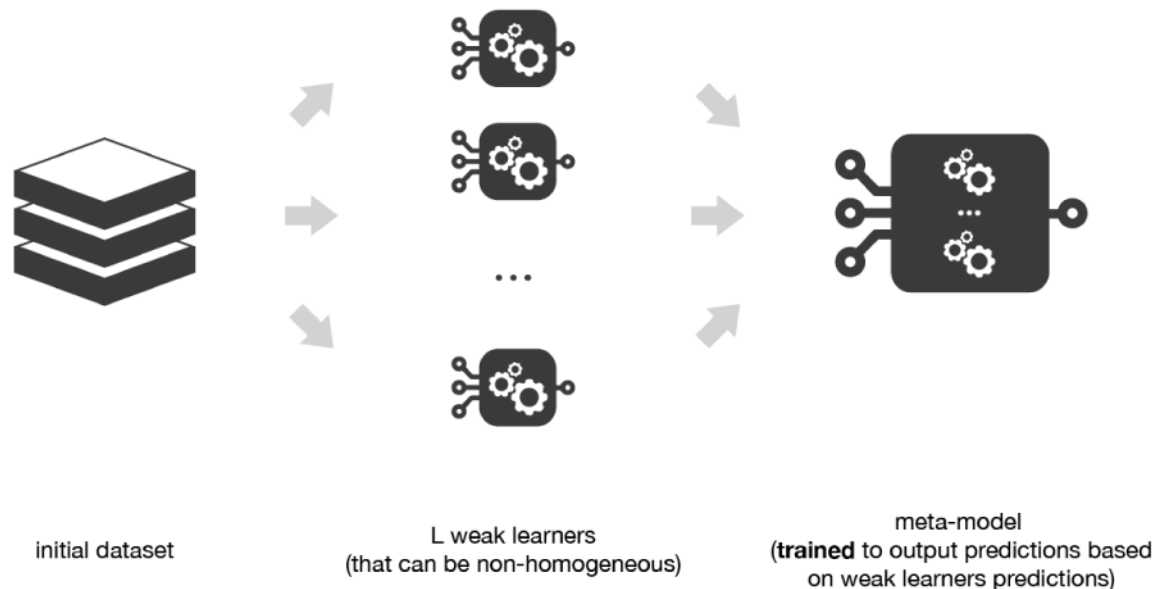 initial dataset
L weak learners
(that can be non-homogeneous)
meta-model
(trained to output predictions based
on weak learners predictions)